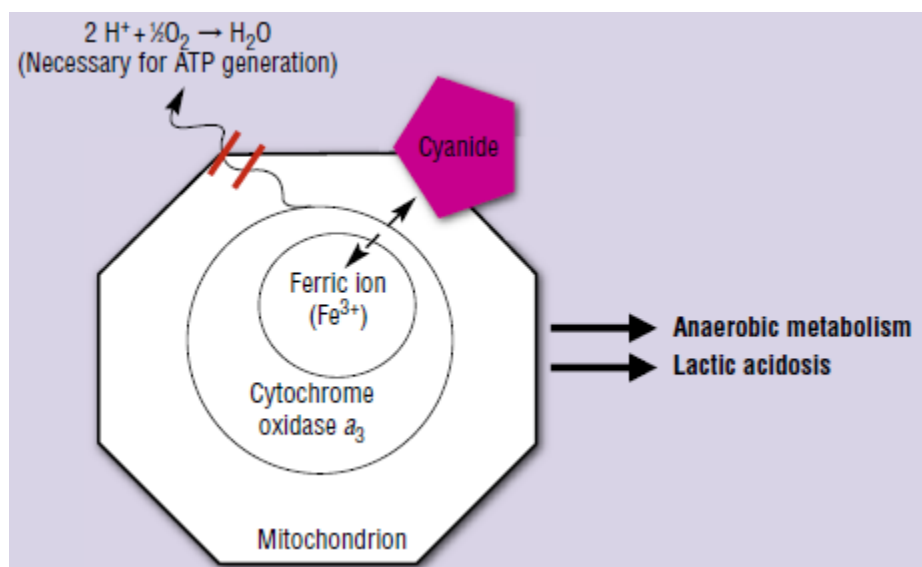 2 H⁺ + ½O₂ → H₂O
(Necessary for ATP generation)
Cyanide
Ferric ion
(Fe³⁺)
Anaerobic metabolism
Lactic acidosis
Cytochrome
oxidase a₃
Mitochondrion